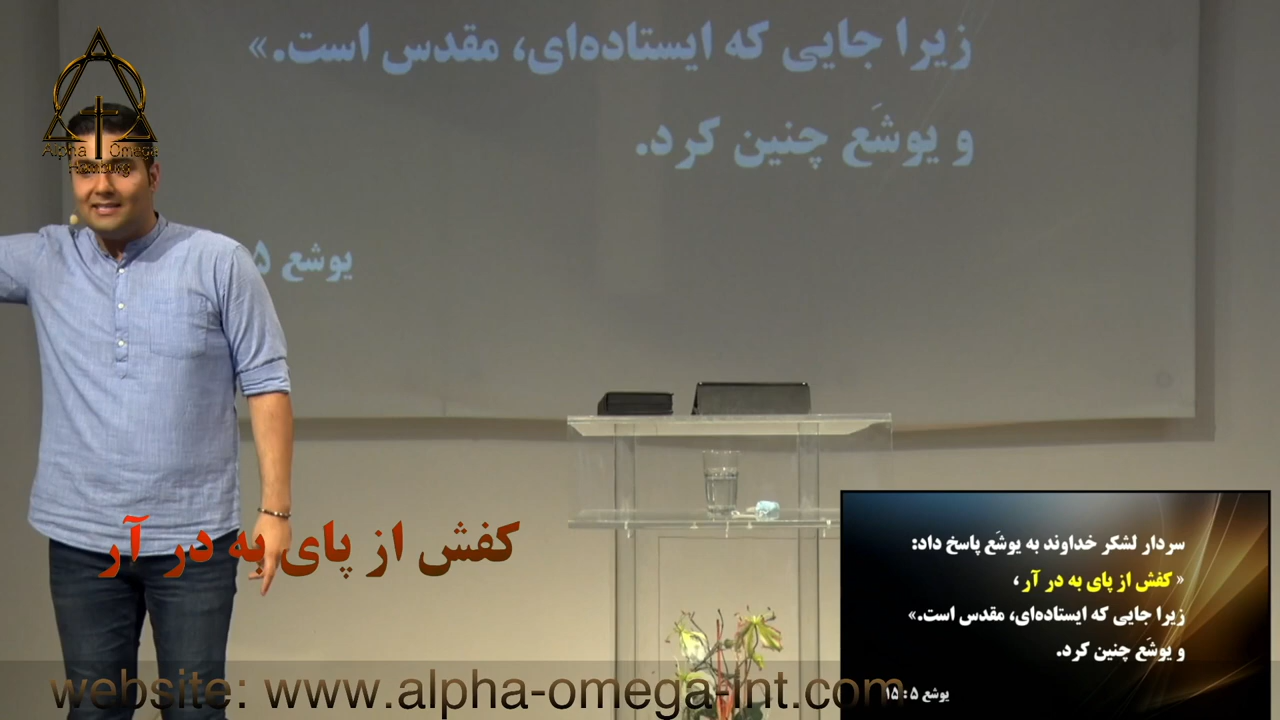 زیرا جایی که ایستاده‌ای، مقدس است.»
و یوشَع چنین کرد.
یوشع ۵
Alpha Omega
Hamburg
کفش از پای به در آر
سردار لشکر خداوند به یوشَع پاسخ داد:
« کفش از پای به در آر ،
زیرا جایی که ایستاده‌ای، مقدس است.»
و یوشَع چنین کرد.
یوشع ۵ : ۱۵
website: www.alpha-omega-int.com